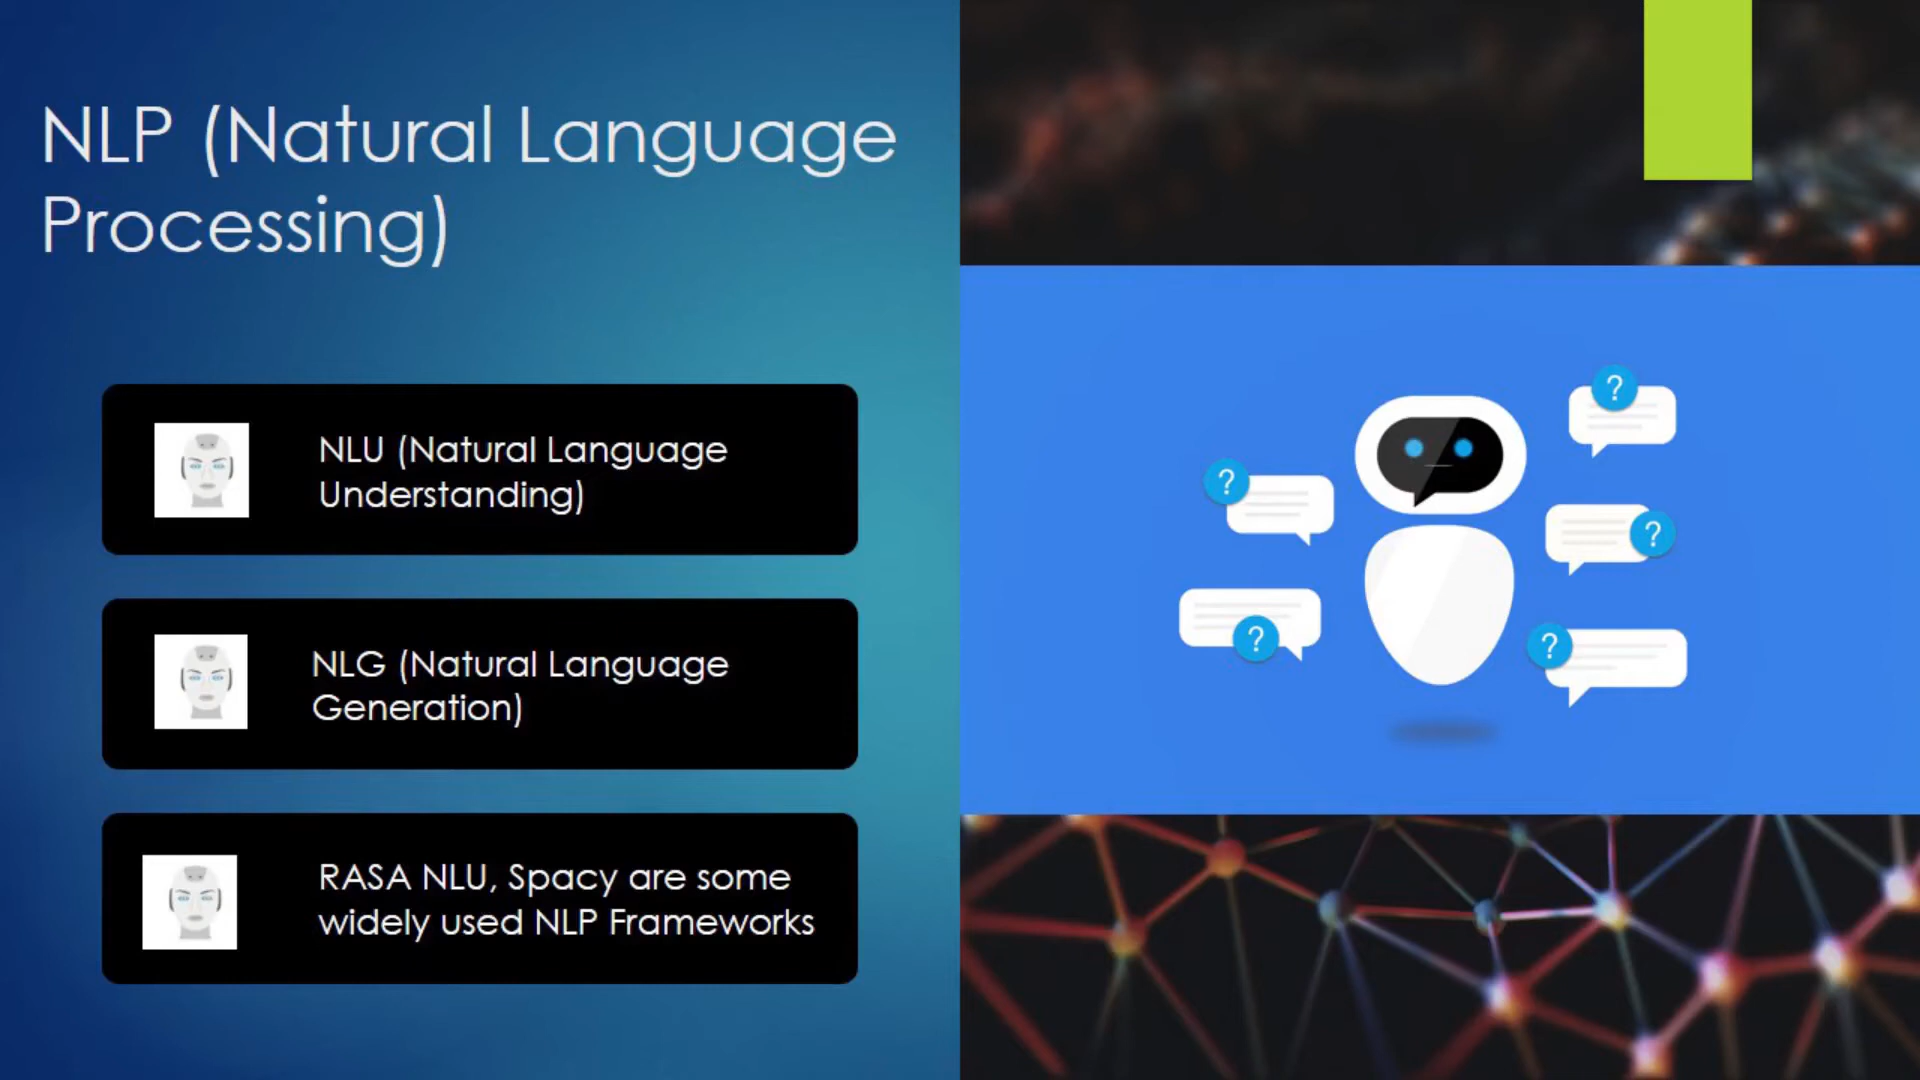 NLP (Natural Language
Processing)
NLU (Natural Language
Understanding)
NLG (Natural Language
Generation)
RASA NLU, Spacy are some
widely used NLP Frameworks
?
?
?
?
?